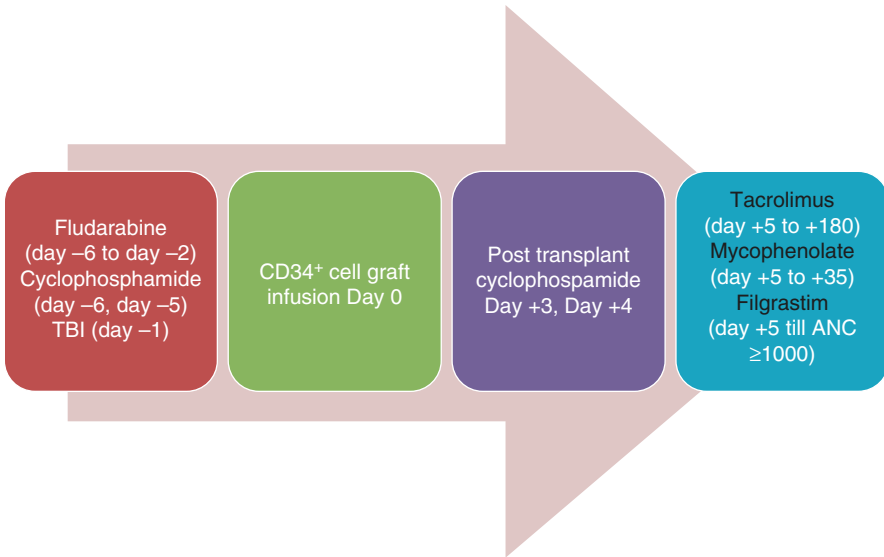 Fludarabine
(day –6 to day –2)
Cyclophosphamide
(day –6, day –5)
TBI (day –1)
CD34⁺ cell graft
infusion Day 0
Post transplant
cyclophospamide
Day +3, Day +4
Tacrolimus
(day +5 to +180)
Mycophenolate
(day +5 to +35)
Filgrastim
(day +5 till ANC
≥1000)